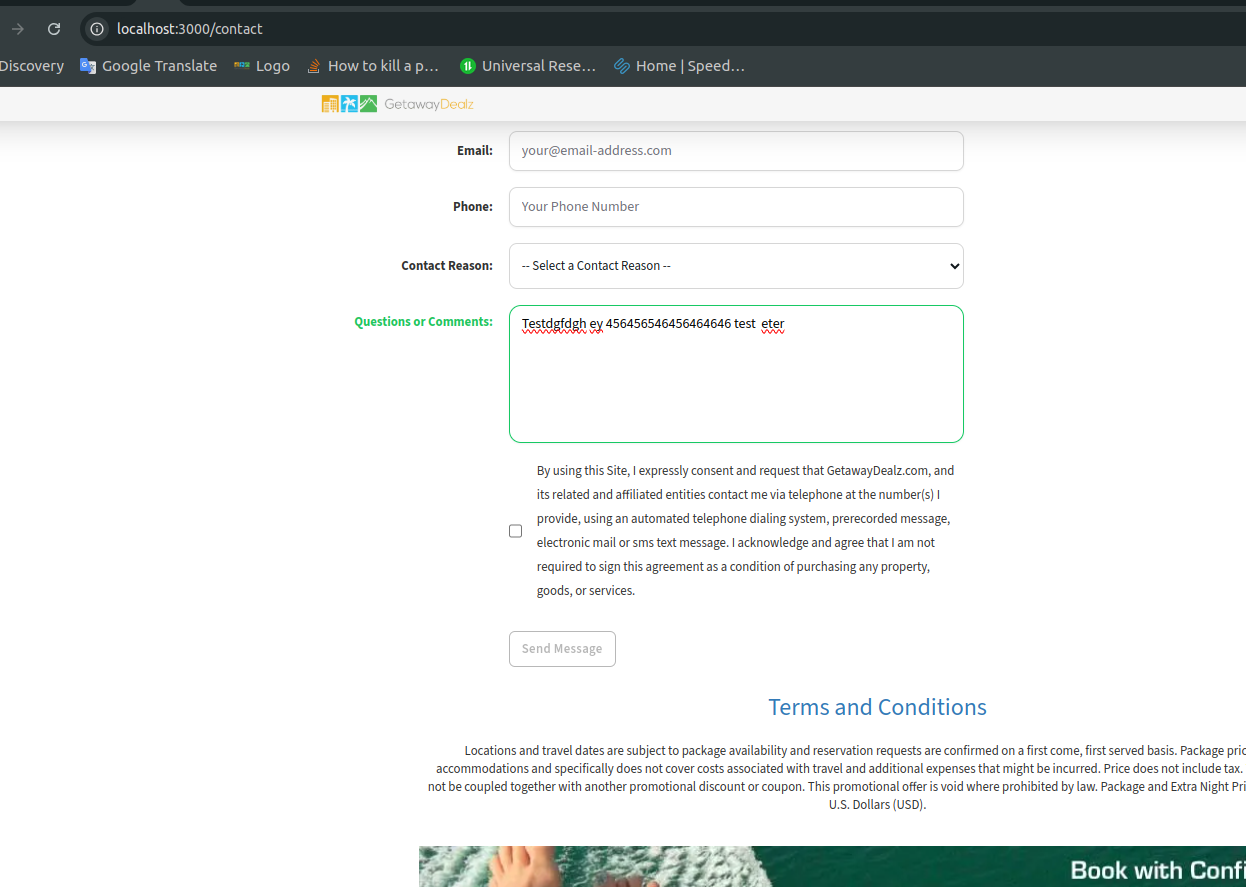 localhost:3000/contact
Discovery Google Translate Logo How to kill a p... Universal Rese... Home | Speed...
GetawayDealz
Email: your@email-address.com
Phone: Your Phone Number
Contact Reason: -- Select a Contact Reason --
Questions or Comments: Testdgfdgh ey 456456546456464646 test eter
By using this Site, I expressly consent and request that GetawayDealz.com, and
its related and affiliated entities contact me via telephone at the number(s) I
provide, using an automated telephone dialing system, prerecorded message,
electronic mail or sms text message. I acknowledge and agree that I am not
required to sign this agreement as a condition of purchasing any property,
goods, or services.
Send Message
Terms and Conditions
Locations and travel dates are subject to package availability and reservation requests are confirmed on a first come, first served basis. Package
accommodations and specifically does not cover costs associated with travel and additional expenses that might be incurred. Price does not include tax.
not be coupled together with another promotional discount or coupon. This promotional offer is void where prohibited by law. Package and Extra Night
U.S. Dollars (USD).
Book with